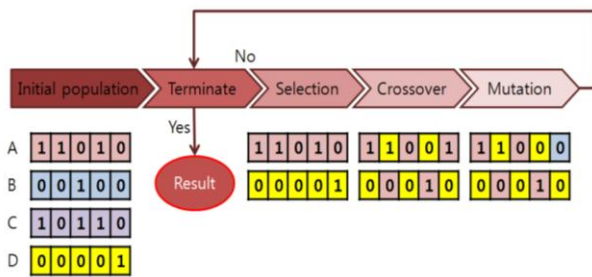 No
Initial population Terminate Selection Crossover Mutation
Yes
A 1 1 0 1 0 1 1 0 1 0 1 1 0 0 1 1 1 0 0 0
B 0 0 1 0 0 Result 0 0 0 0 1 0 0 0 1 0 0 0 0 1 0
C 1 0 1 1 0
D 0 0 0 0 1